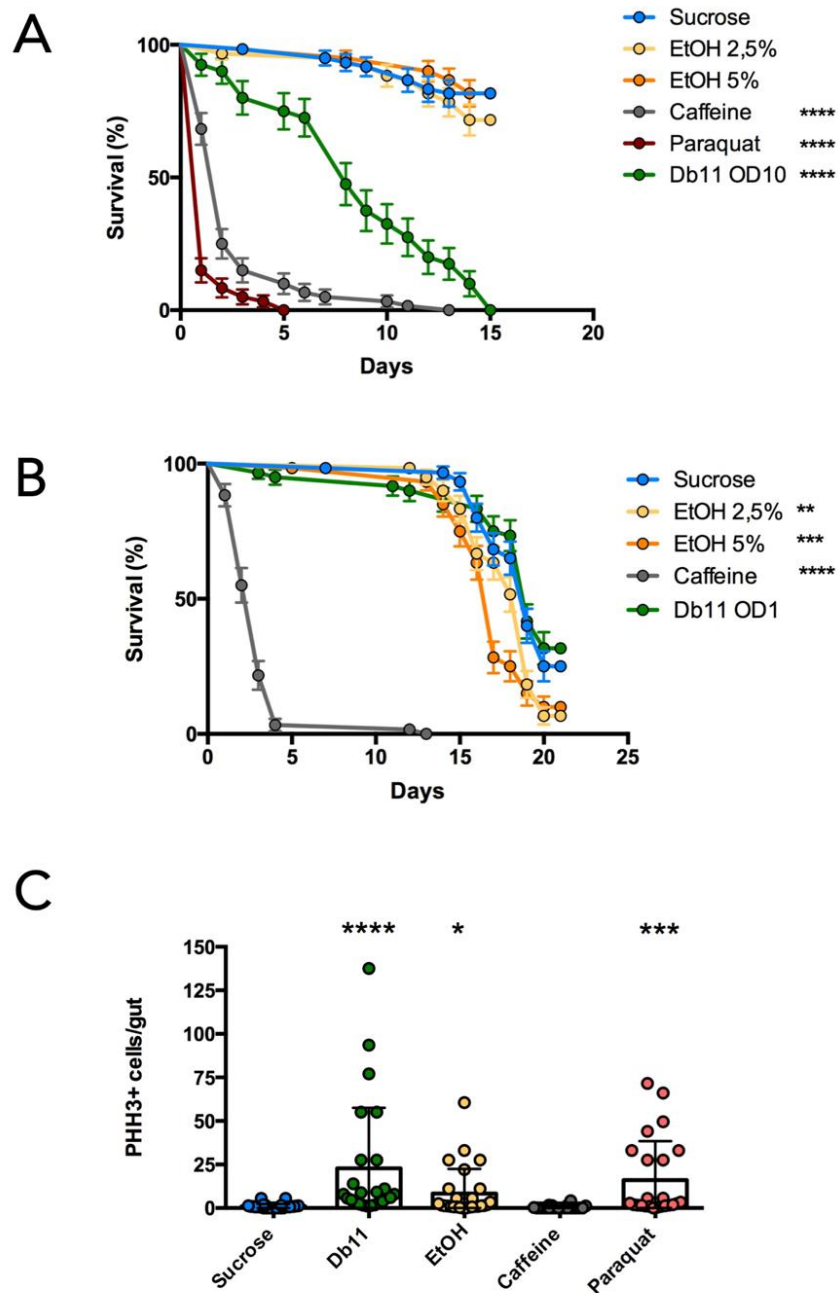 A
Survival (%)
100
50
0
0 5 10 15 20
Days
Sucrose
EtOH 2,5%
EtOH 5%
Caffeine ****
Paraquat ****
Db11 OD10 ****
B
Survival (%)
100
50
0
0 5 10 15 20 25
Days
Sucrose
EtOH 2,5% **
EtOH 5% ***
Caffeine ****
Db11 OD1
C
**** * ***
PHH3+ cells/gut
150
125
100
75
50
25
0
Sucrose
Db11
EtOH
Caffeine
Paraquat